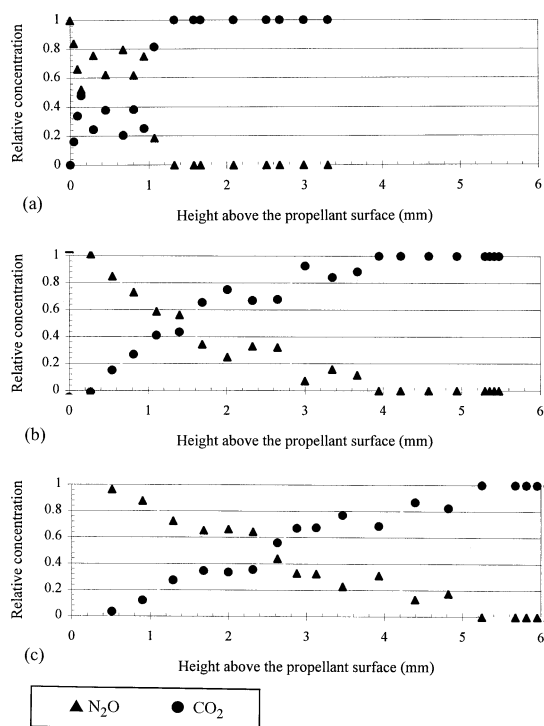 Relative concentration
1
0.8
0.6
0.4
0.2
0
0 1 2 3 4 5 6
(a)
Height above the propellant surface (mm)
Relative concentration
1
0.8
0.6
0.4
0.2
0
0 1 2 3 4 5 6
(b)
Height above the propellant surface (mm)
Relative concentration
1
0.8
0.6
0.4
0.2
0
0 1 2 3 4 5 6
(c)
Height above the propellant surface (mm)
▲ N₂O ● CO₂